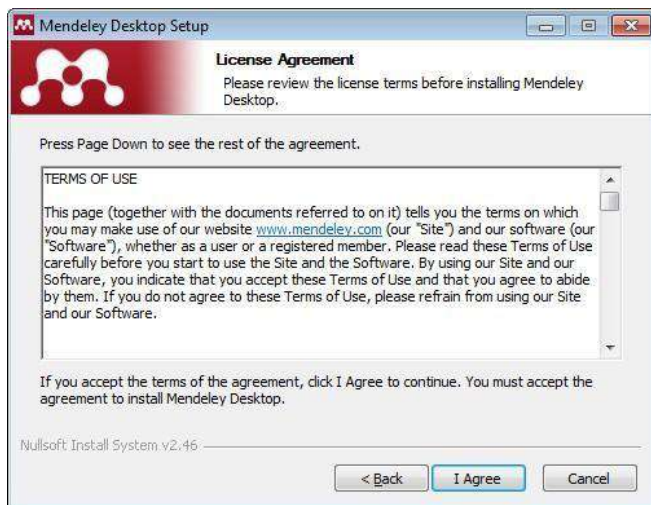 Mendeley Desktop Setup
License Agreement
Please review the license terms before installing Mendeley
Desktop.
Press Page Down to see the rest of the agreement.
TERMS OF USE
This page (together with the documents referred to on it) tells you the terms on which
you may make use of our website www.mendeley.com (our "Site") and our software (our
"Software"), whether as a user or a registered member. Please read these Terms of Use
carefully before you start to use the Site and the Software. By using our Site and our
Software, you indicate that you accept these Terms of Use and that you agree to abide
by them. If you do not agree to these Terms of Use, please refrain from using our Site
and our Software.
If you accept the terms of the agreement, click I Agree to continue. You must accept the
agreement to install Mendeley Desktop.
Nullsoft Install System v2.46
< Back I Agree Cancel